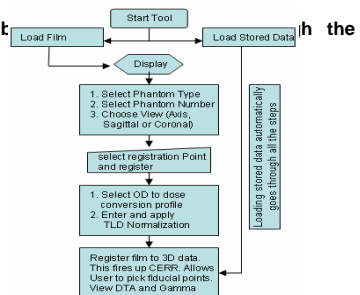 Start Tool
h the
Load Film
Load Stored Data
Display
1. Select Phantom Type
2. Select Phantom Number
3. Choose View (Axis,
Sagittal or Coronal)
select registration Point
and register
1. Select OD to dose
conversion profile
2. Enter and apply
TLD Normalization
Register film to 3D data.
This fires up CERR. Allows
User to pick fiducial points.
View DTA and Gamma
Loading stored data automatically
goes through all the steps